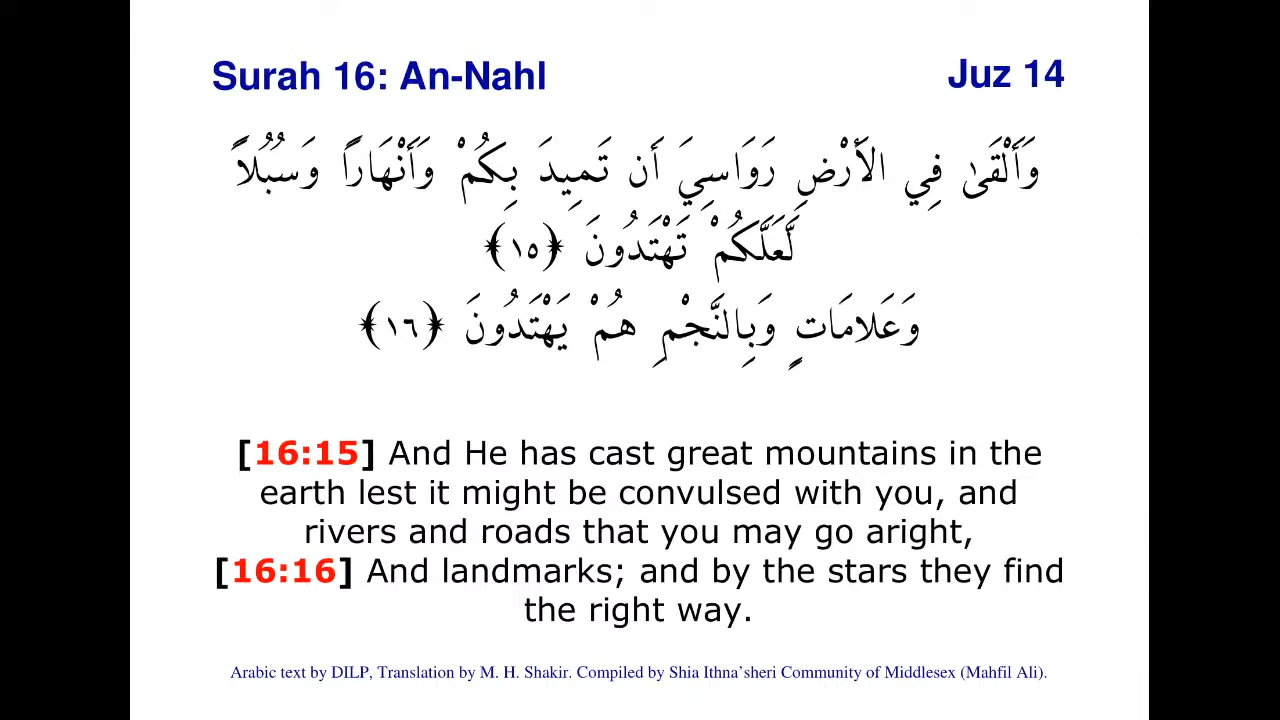 Surah 16: An-Nahl Juz 14
وَأَلْقَىٰ فِي الْأَرْضِ رَوَاسِيَ أَن تَمِيدَ بِكُمْ وَأَنْهَارًا وَسُبُلًا
لَّعَلَّكُمْ تَهْتَدُونَ ﴿١٥﴾
وَعَلامَاتٍ وَبِالنَّجْمِ هُمْ يَهْتَدُونَ ﴿١٦﴾
[16:15] And He has cast great mountains in the
earth lest it might be convulsed with you, and
rivers and roads that you may go aright,
[16:16] And landmarks; and by the stars they find
the right way.
Arabic text by DILP, Translation by M. H. Shakir. Compiled by Shia Ithna’sheri Community of Middlesex (Mahfil Ali).